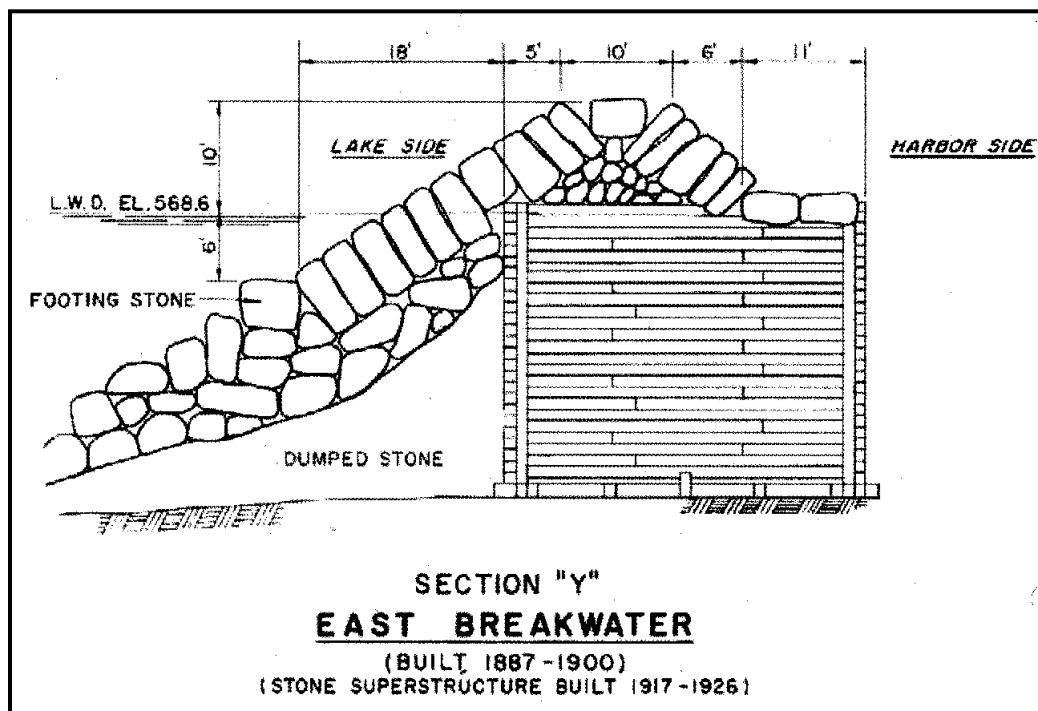 18' 5' 10' 6' 11'
10'
LAKE SIDE
HARBOR SIDE
L.W.D. EL. 568.6
6'
FOOTING STONE
DUMPED STONE
SECTION "Y"
EAST BREAKWATER
(BUILT 1887-1900)
(STONE SUPERSTRUCTURE BUILT 1917-1926)